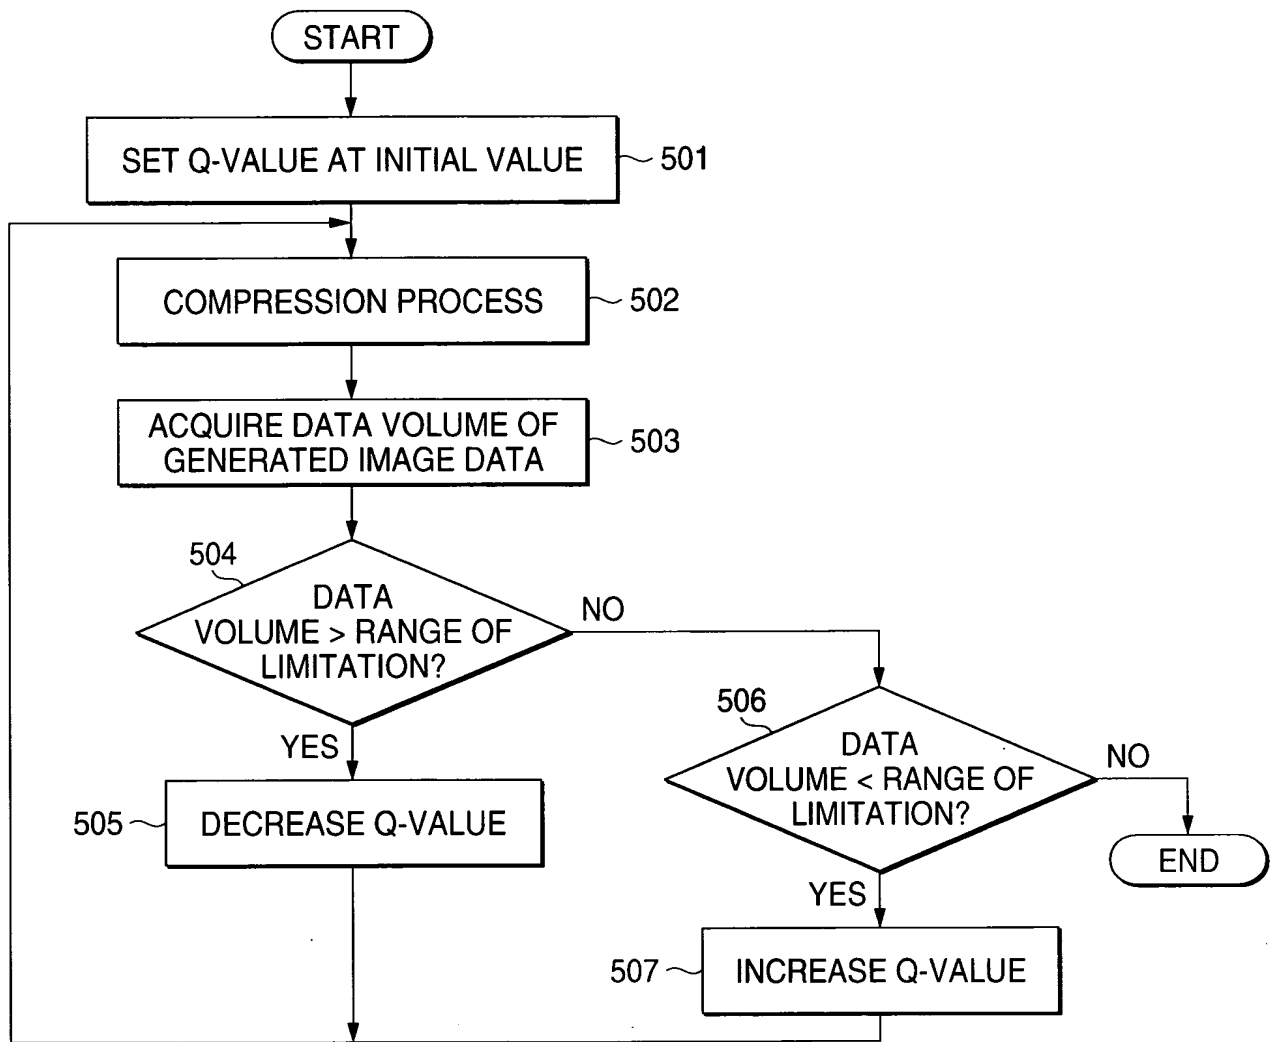 START
SET Q-VALUE AT INITIAL VALUE
501
COMPRESSION PROCESS
502
ACQUIRE DATA VOLUME OF
GENERATED IMAGE DATA
503
504
DATA
VOLUME > RANGE OF
LIMITATION?
NO
YES
505
DECREASE Q-VALUE
506
DATA
VOLUME < RANGE OF
LIMITATION?
NO
END
YES
507
INCREASE Q-VALUE